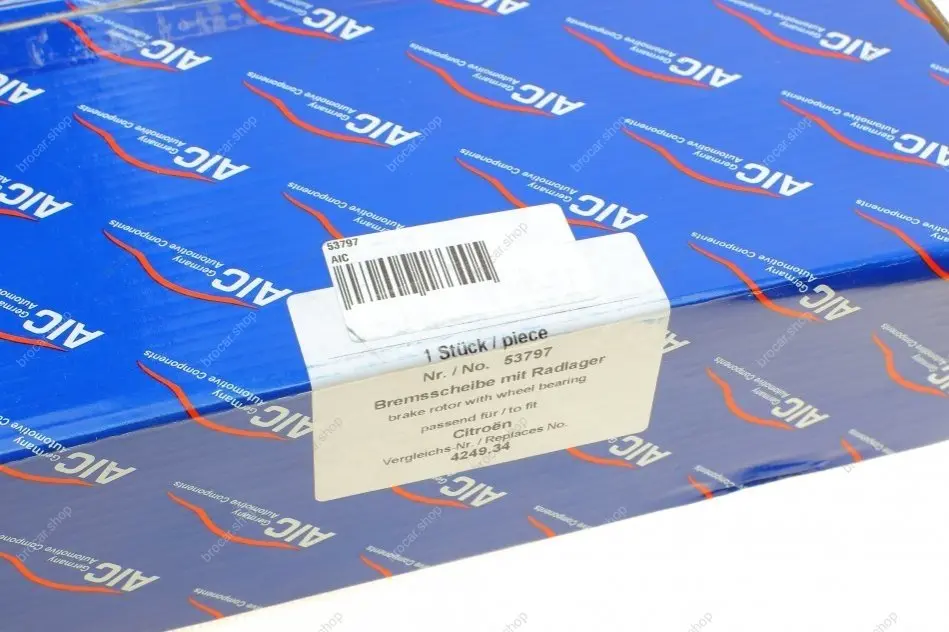 53797
AIC
1 Stück / piece
Nr. / No. 53797
Bremsscheibe mit Radlager
brake rotor with wheel bearing
passend für / to fit
Citroën
Vergleichs-Nr. / Replaces No.
4249.34
AIC
Germany
Automotive Components
brocar.shop